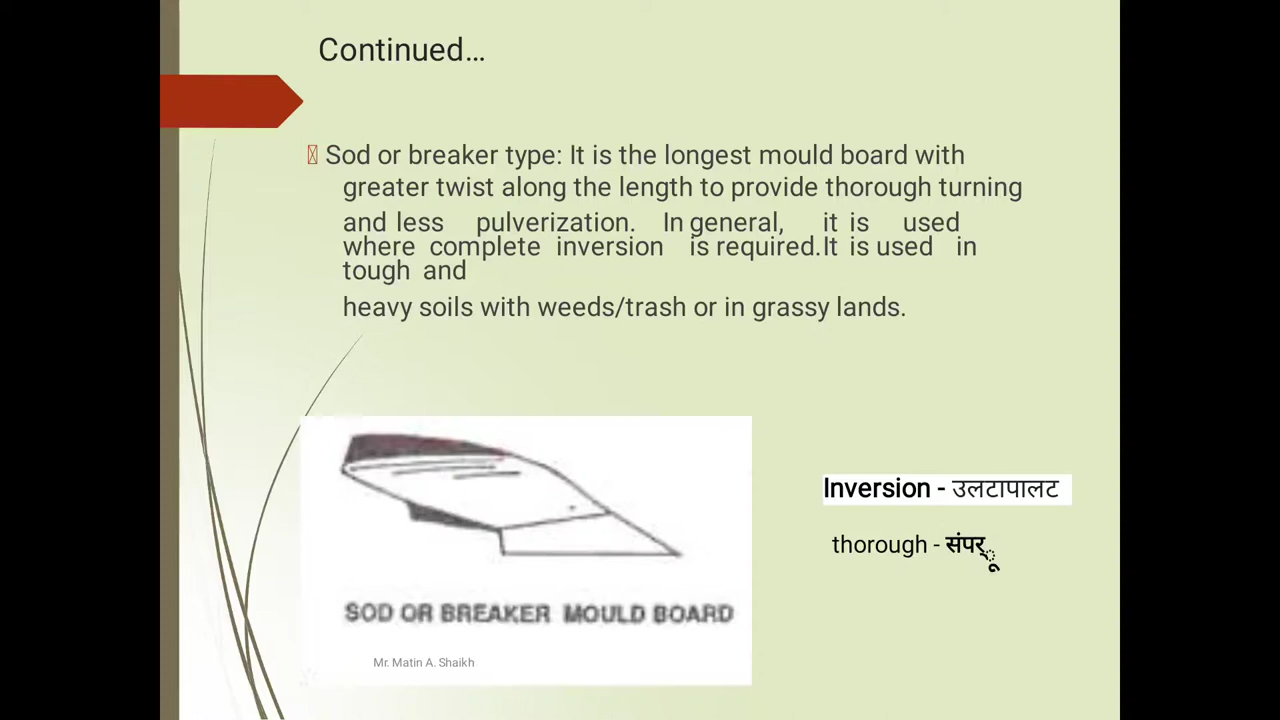 Continued…
Sod or breaker type: It is the longest mould board with
greater twist along the length to provide thorough turning
and less pulverization. In general, it is used
where complete inversion is required.It is used in
tough and
heavy soils with weeds/trash or in grassy lands.
SOD OR BREAKER MOULD BOARD
Mr. Matin A. Shaikh
Inversion - उलटापालट
thorough - संपर्ू